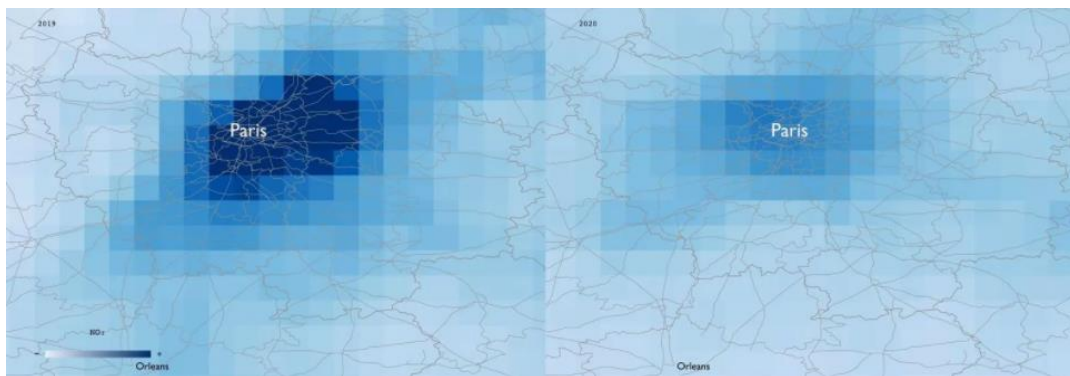 2019
2020
Paris
Paris
NO₂
- +
Orleans
Orleans